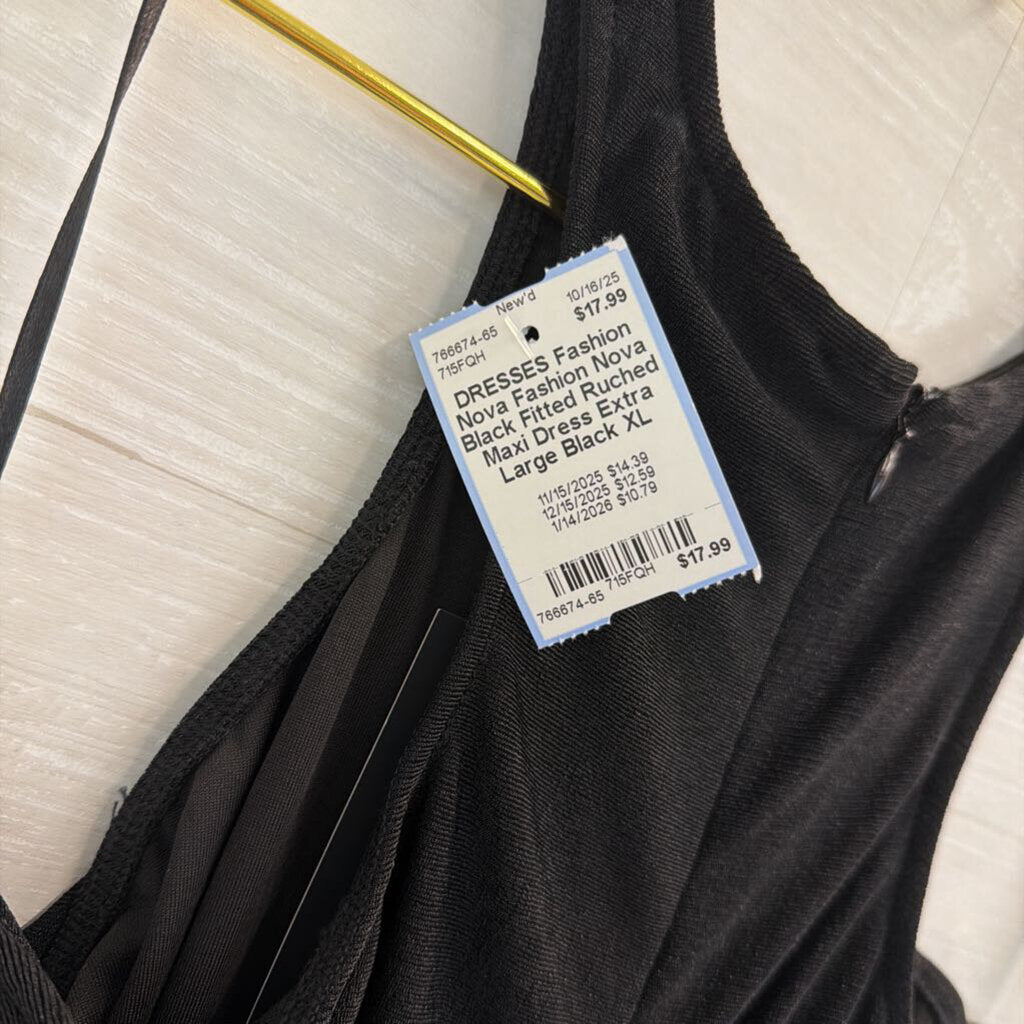 New'd
766674-65 10/16/25
715FQH $17.99
DRESSES Fashion
Nova Fashion Nova
Black Fitted Ruched
Maxi Dress Extra
Large Black XL
11/15/2025 $14.39
12/15/2025 $12.59
1/14/2026 $10.79
766674-65 715FQH $17.99